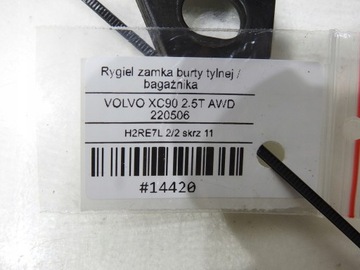 Rygiel zamka burty tylnej /
bagażnika
VOLVO XC90 2.5T AWD
220506
H2RE7L 2/2 skrz 11
#14420